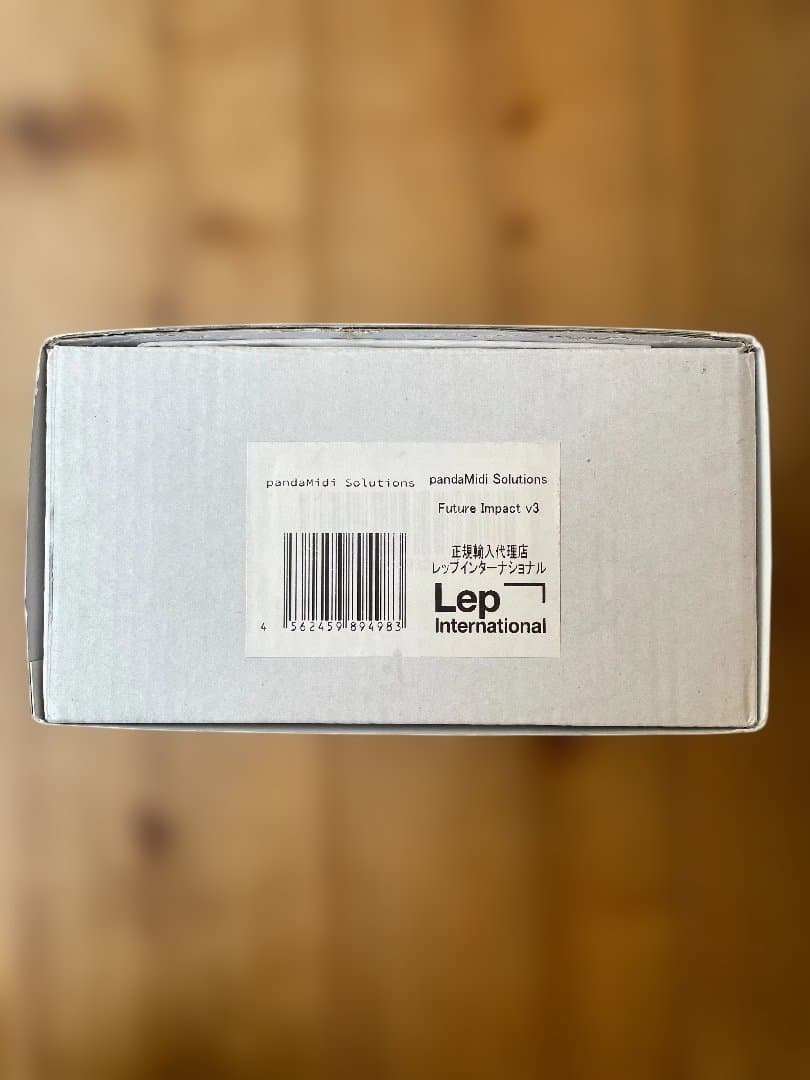 pandaMidi Solutions
4 562459 894983
pandaMidi Solutions
Future Impact v3
正規輸入代理店
レップインターナショナル
Lep
International